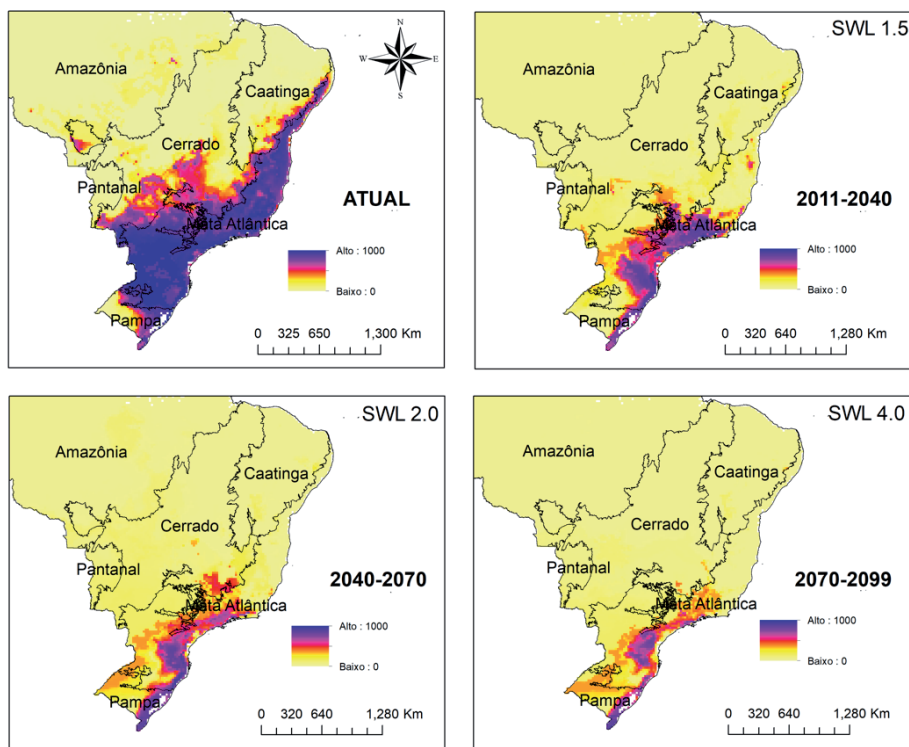 N
W
E
S
Amazônia
Caatinga
Cerrado
Pantanal
ATUAL
Mata Atlântica
Alto : 1000
Baixo : 0
Pampa
0 325 650 1,300 Km
SWL 1.5
Amazônia
Caatinga
Cerrado
Pantanal
2011-2040
Mata Atlântica
Alto : 1000
Baixo : 0
Pampa
0 320 640 1,280 Km
SWL 2.0
Amazônia
Caatinga
Cerrado
Pantanal
2040-2070
Mata Atlântica
Alto : 1000
Baixo : 0
Pampa
0 320 640 1,280 Km
SWL 4.0
Amazônia
Caatinga
Cerrado
Pantanal
2070-2099
Mata Atlântica
Alto : 1000
Baixo : 0
Pampa
0 320 640 1,280 Km